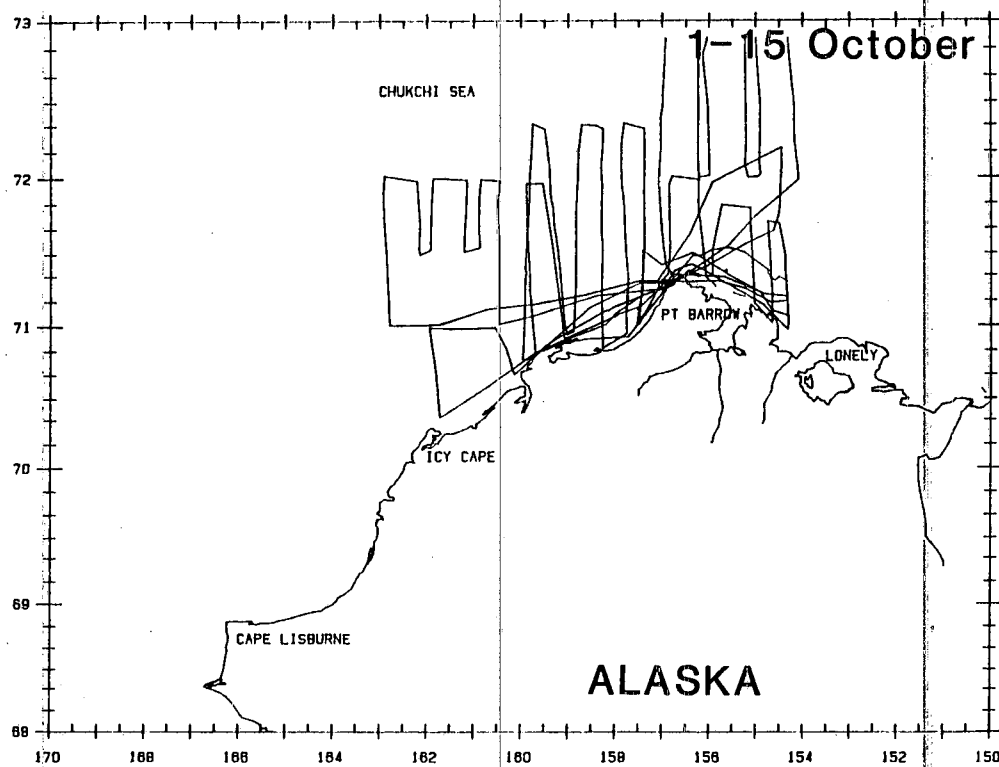 73
1-15 October
CHUKCHI SEA
72
71
PT BARROW
LONELY
ICY CAPE
70
69
CAPE LISBURNE
ALASKA
68
170 168 166 164 162 160 158 156 154 152 150